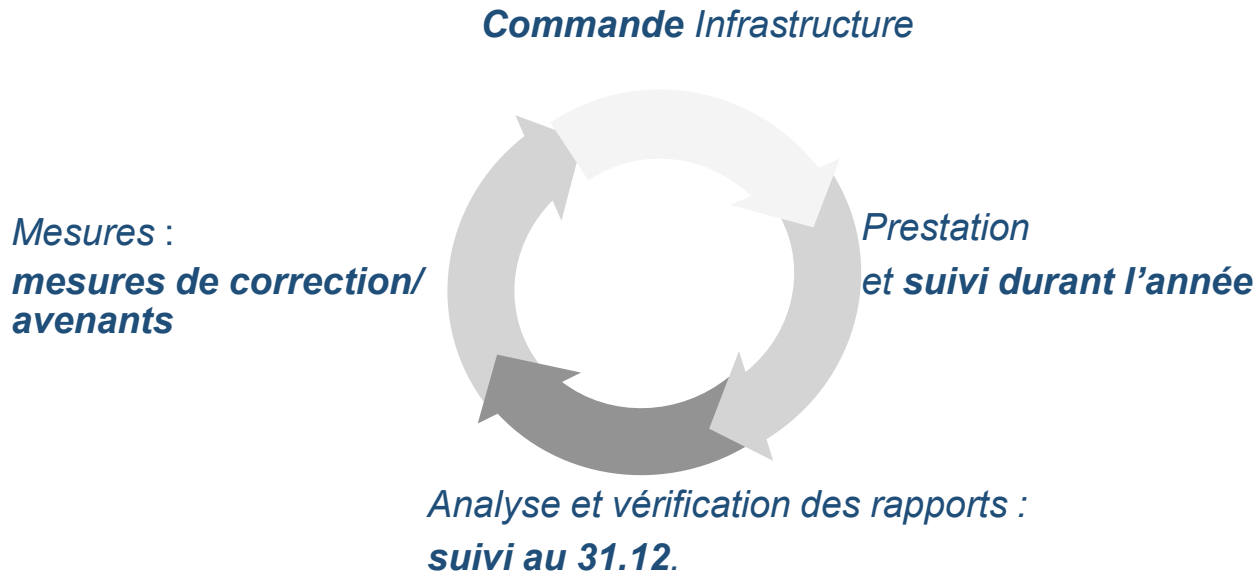 Commande Infrastructure
Prestation
et suivi durant l’année
Analyse et vérification des rapports :
suivi au 31.12.
Mesures :
mesures de correction/
avenants